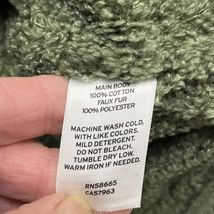 MAIN BODY
100% COTTON
FAUX FUR
100% POLYESTER
MACHINE WASH COLD,
WITH LIKE COLORS.
MILD DETERGENT.
DO NOT BLEACH.
TUMBLE DRY LOW.
WARM IRON IF NEEDED.
RN58665
CA57963